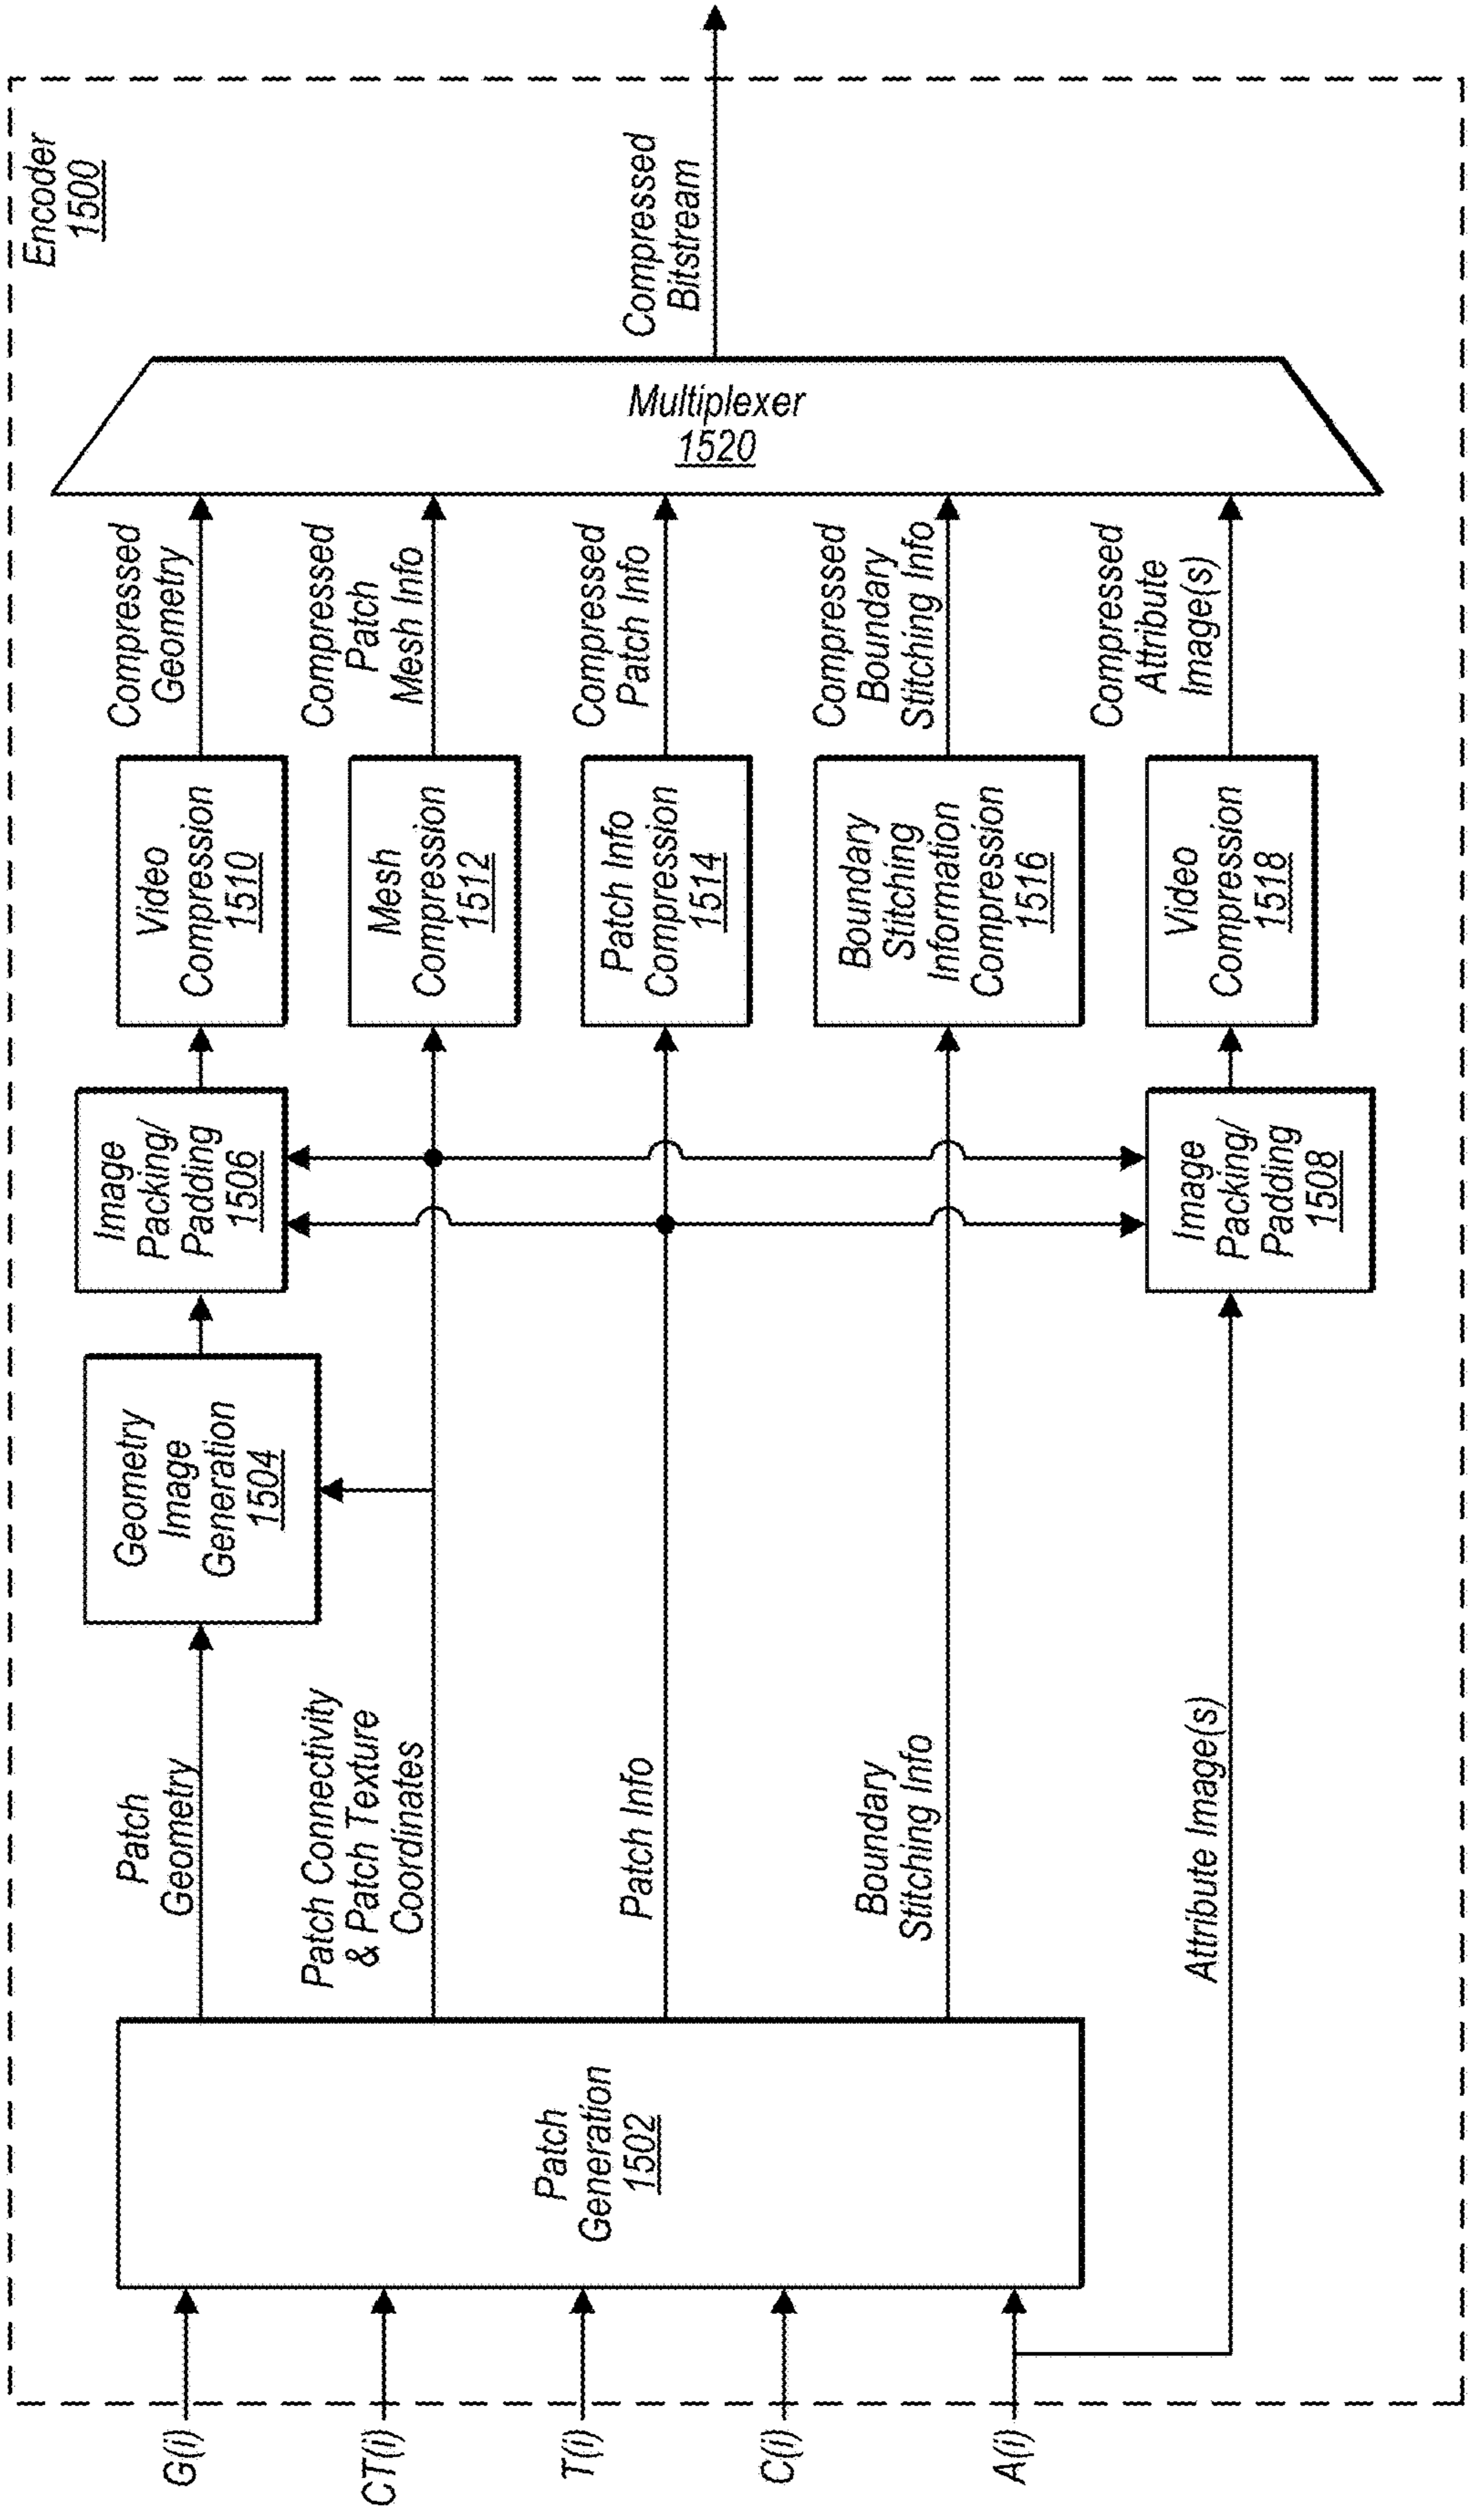 Encoder
1500
G(i)
CT(i)
T(i)
C(i)
A(i)
Patch
Generation
1502
Patch
Geometry
Patch Connectivity
& Patch Texture
Coordinates
Patch Info
Boundary
Stitching Info
Attribute Image(s)
Geometry
Image
Generation
1504
Image
Packing/
Padding
1506
Image
Packing/
Padding
1508
Video
Compression
1510
Mesh
Compression
1512
Patch Info
Compression
1514
Boundary
Stitching
Information
Compression
1516
Video
Compression
1518
Compressed
Geometry
Compressed
Patch
Mesh Info
Compressed
Patch Info
Compressed
Boundary
Stitching Info
Compressed
Attribute
Image(s)
Multiplexer
1520
Compressed
Bitstream